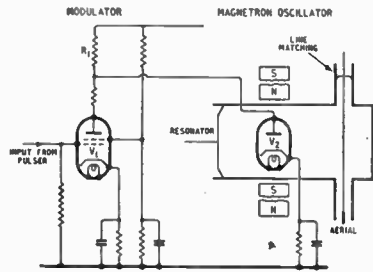 MODULATOR
MAGNETRON OSCILLATOR
LINE
MATCHING
R1
S
N
RESONATOR
V1
V2
INPUT FROM
PULSER
S
N
AERIAL